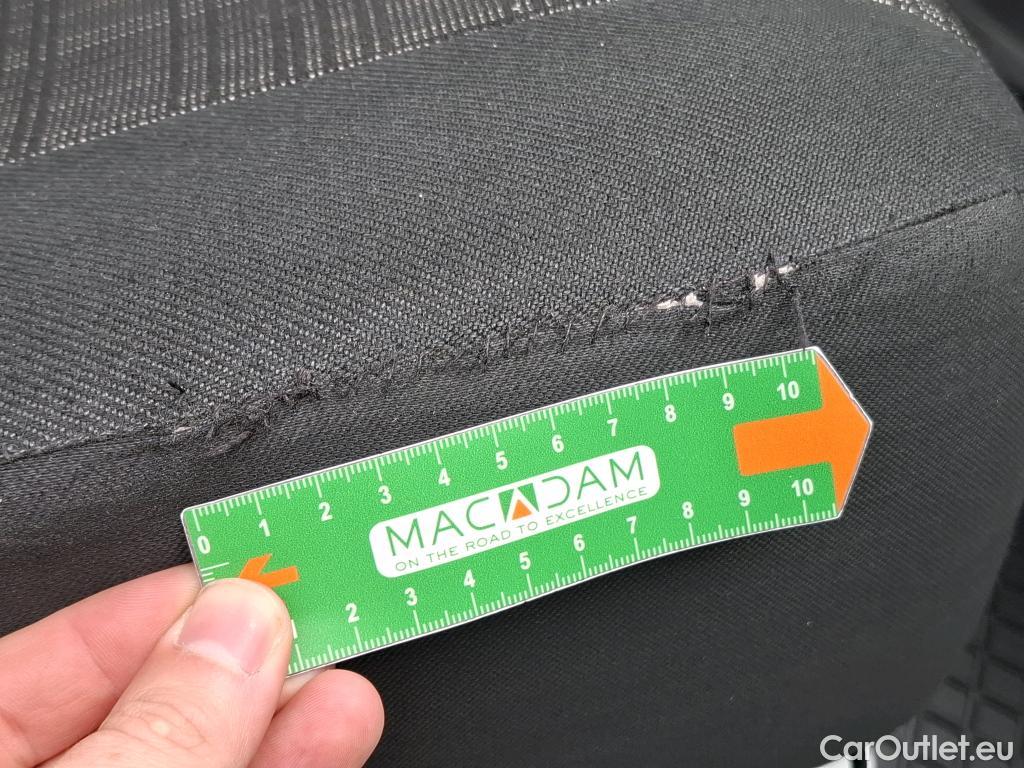 0 1 2 3 4 5 6 7 8 9 10
MACADAM
ON THE ROAD TO EXCELLENCE
1 2 3 4 5 6 7 8 9 10
CarOutlet.eu